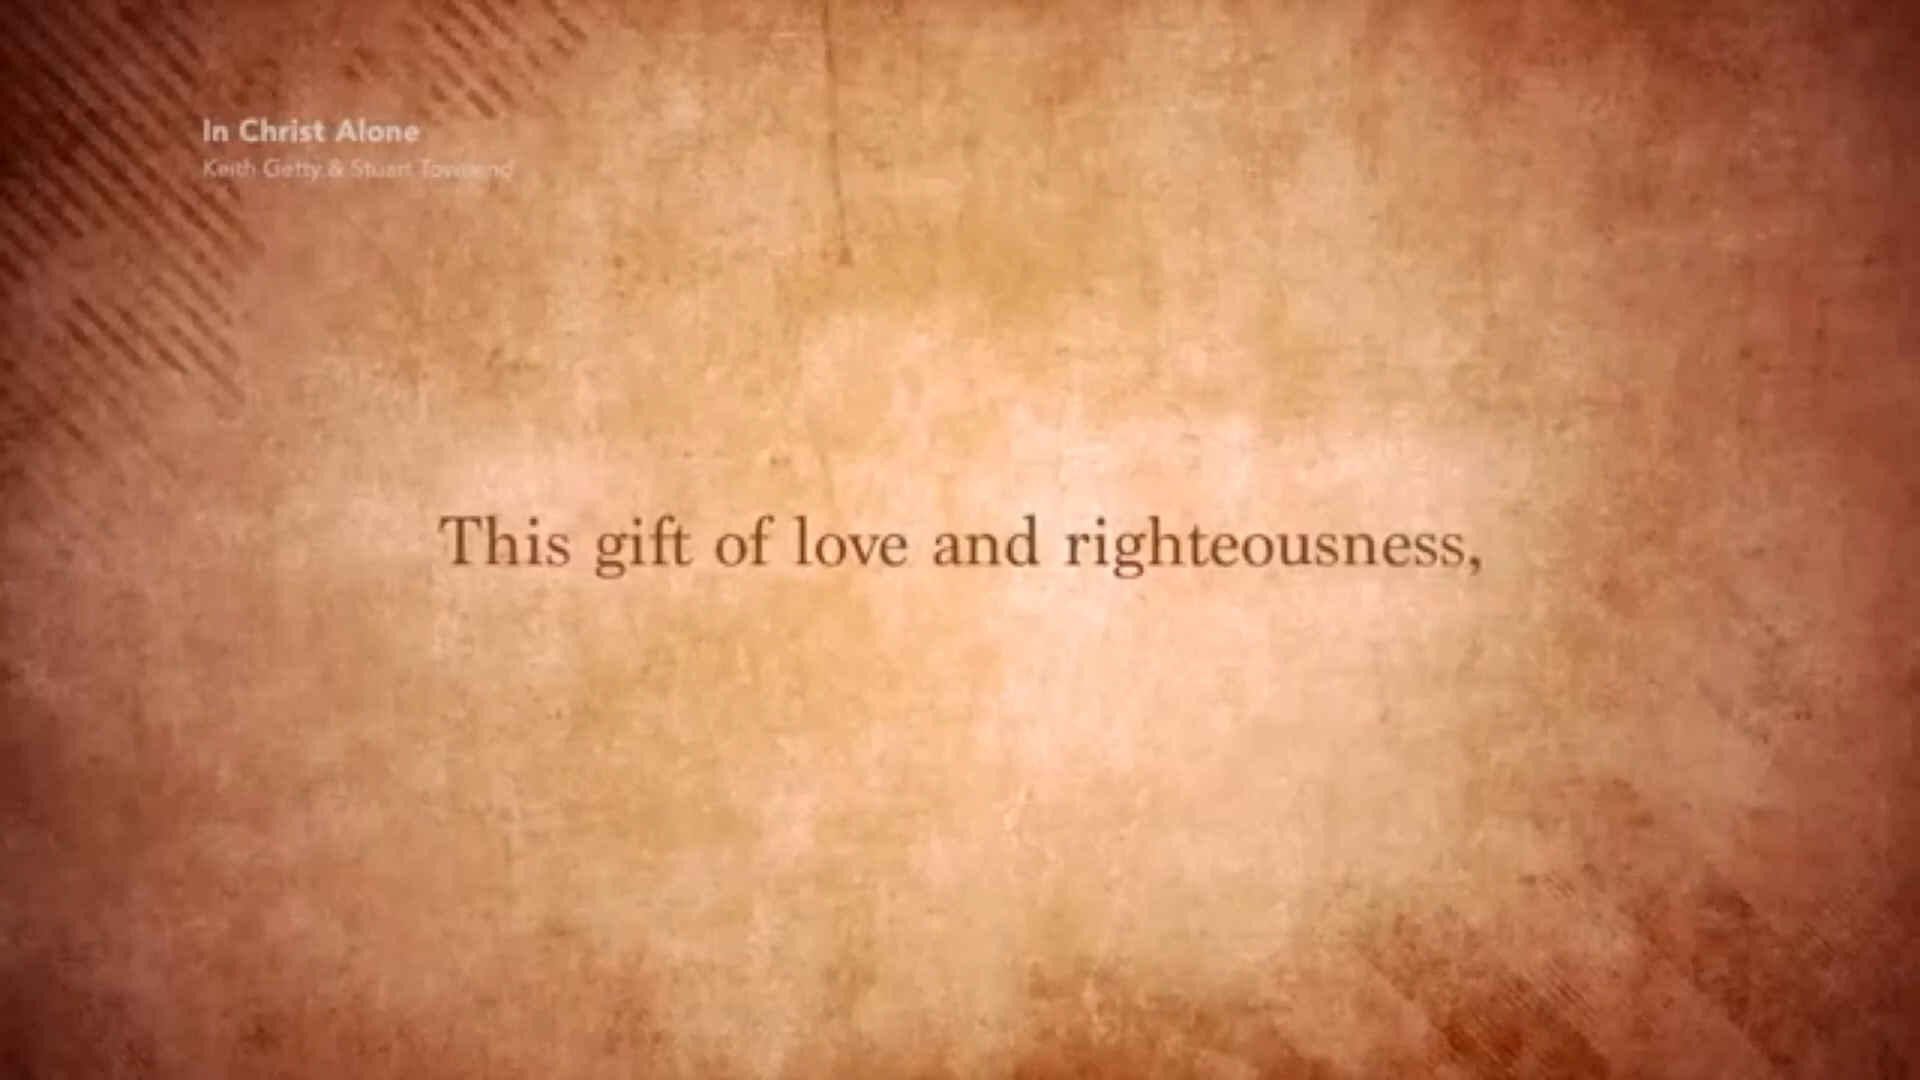 In Christ Alone
Keith Getty & Stuart Townend
This gift of love and righteousness,